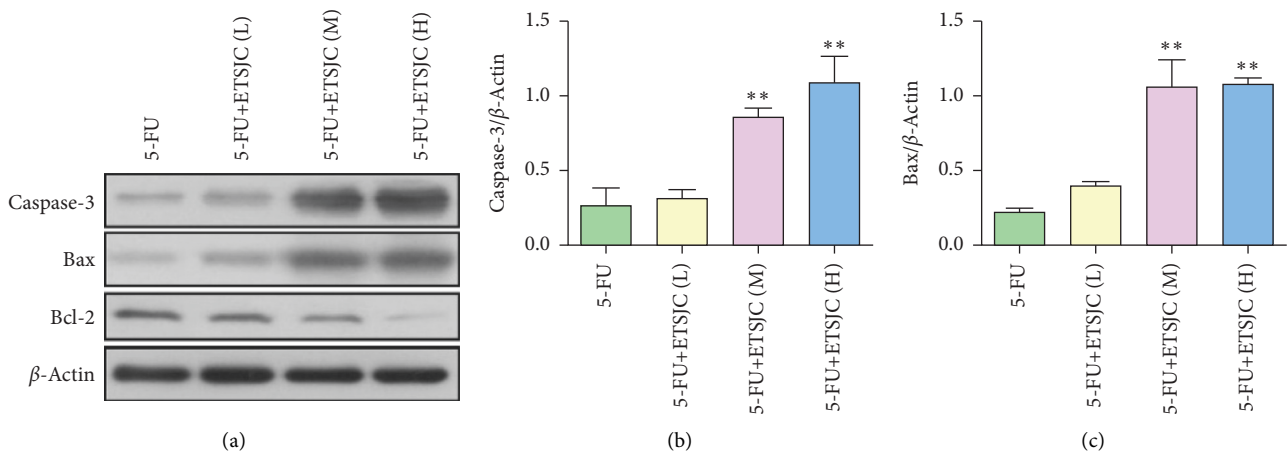 5-FU
5-FU+ETSJC (L)
5-FU+ETSJC (M)
5-FU+ETSJC (H)
Caspase-3
Bax
Bcl-2
β-Actin
(a)
Caspase-3/β-Actin
1.5
1.0
0.5
0.0
**
**
5-FU
5-FU+ETSJC (L)
5-FU+ETSJC (M)
5-FU+ETSJC (H)
(b)
Bax/β-Actin
1.5
1.0
0.5
0.0
**
**
5-FU
5-FU+ETSJC (L)
5-FU+ETSJC (M)
5-FU+ETSJC (H)
(c)